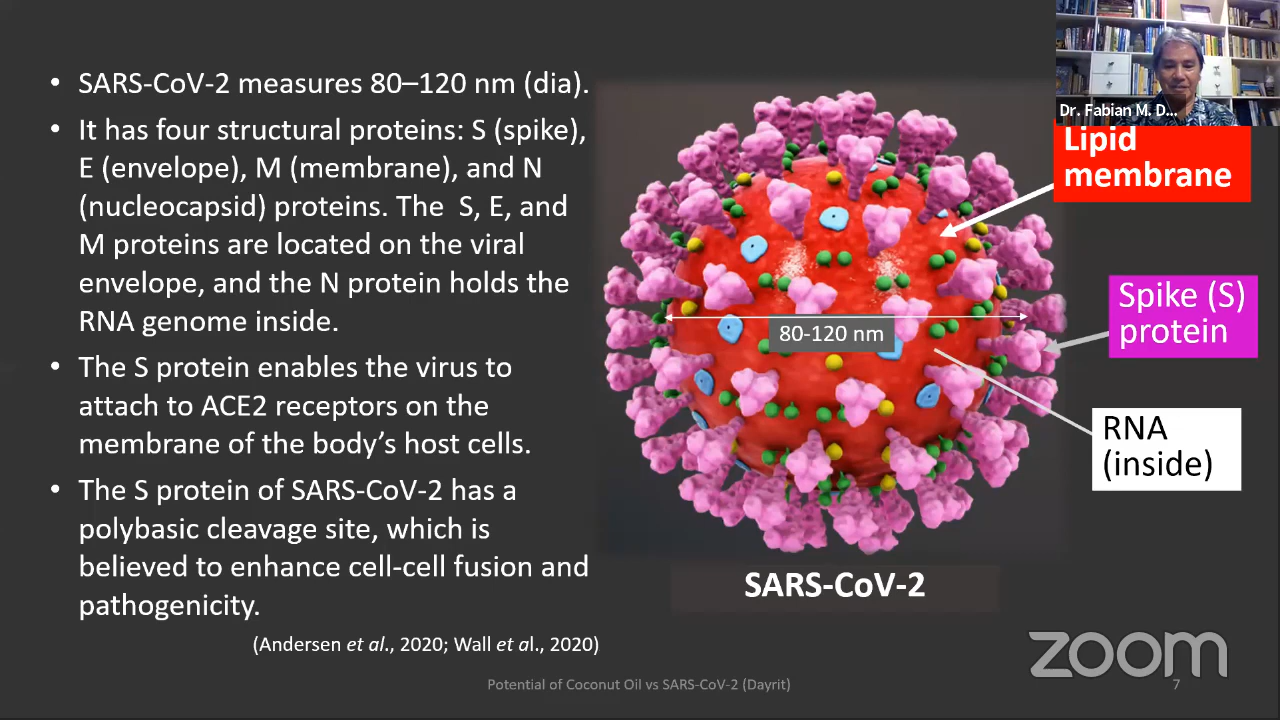 • SARS-CoV-2 measures 80–120 nm (dia).
• It has four structural proteins: S (spike),
E (envelope), M (membrane), and N
(nucleocapsid) proteins. The  S, E, and
M proteins are located on the viral
envelope, and the N protein holds the
RNA genome inside.
• The S protein enables the virus to
attach to ACE2 receptors on the
membrane of the body’s host cells.
• The S protein of SARS-CoV-2 has a
polybasic cleavage site, which is
believed to enhance cell-cell fusion and
pathogenicity.
(Andersen et al., 2020; Wall et al., 2020)
Dr. Fabian M. D...
Lipid
membrane
Spike (S)
protein
80-120 nm
RNA
(inside)
SARS-CoV-2
zoom
Potential of Coconut Oil vs SARS-CoV-2 (Dayrit)
7